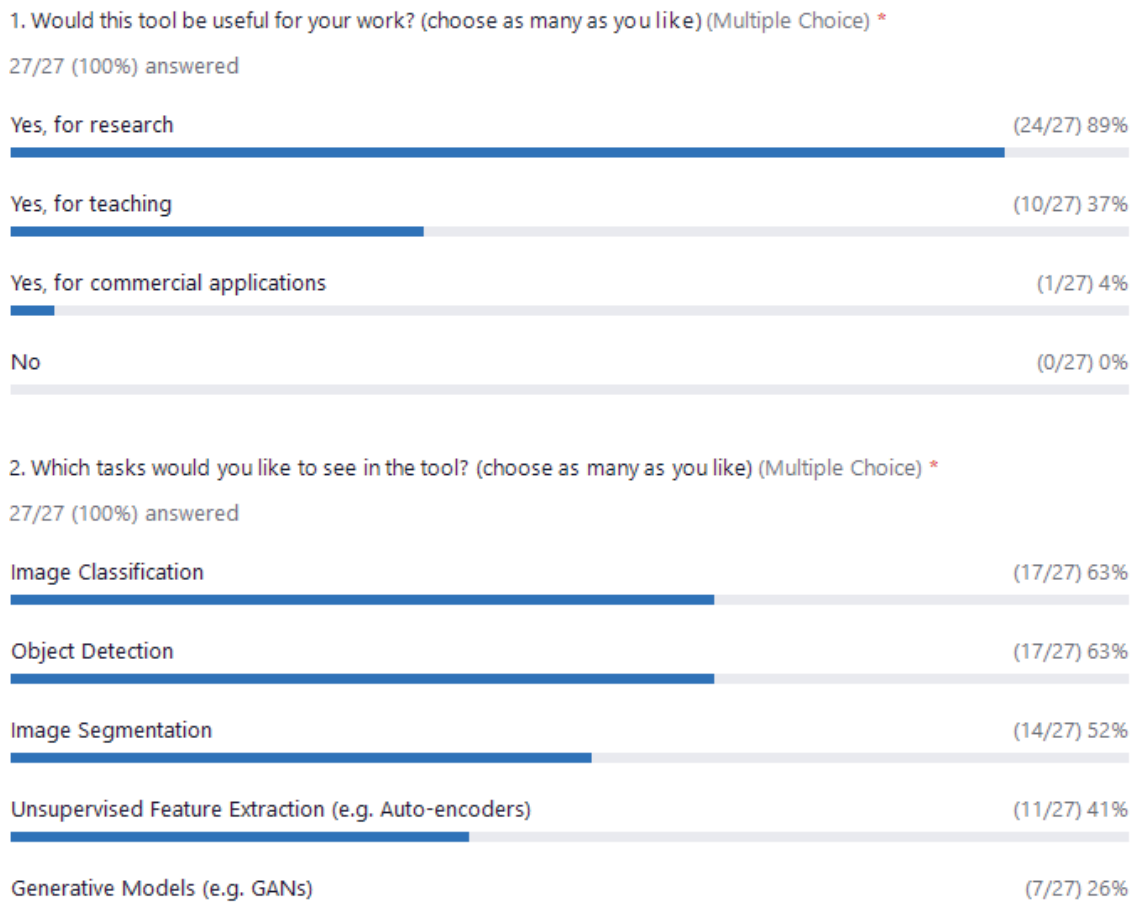 1. Would this tool be useful for your work? (choose as many as you like) (Multiple Choice) *
27/27 (100%) answered
Yes, for research (24/27) 89%
Yes, for teaching (10/27) 37%
Yes, for commercial applications (1/27) 4%
No (0/27) 0%
2. Which tasks would you like to see in the tool? (choose as many as you like) (Multiple Choice) *
27/27 (100%) answered
Image Classification (17/27) 63%
Object Detection (17/27) 63%
Image Segmentation (14/27) 52%
Unsupervised Feature Extraction (e.g. Auto-encoders) (11/27) 41%
Generative Models (e.g. GANs) (7/27) 26%